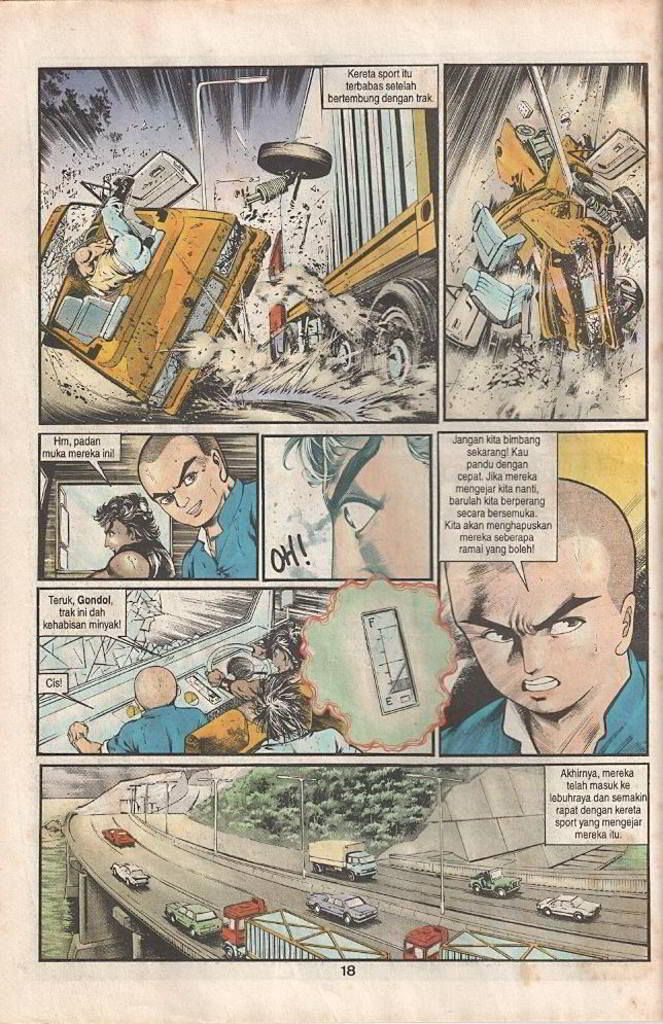 Kereta sport itu
terbabas setelah
bertembung dengan trak.
Hm, padan
muka mereka ini!
OH!
Jangan kita bimbang
sekarang! Kau
pandu dengan
cepat. Jika mereka
mengejar kita nanti,
barulah kita berperang
secara bersemuka.
Kita akan menghapuskan
mereka seberapa
ramai yang boleh!
Teruk, Gondol,
trak ini dah
kehabisan minyak!
Cis!
F
E
Akhirnya, mereka
telah masuk ke
lebuhraya dan semakin
rapat dengan kereta
sport yang mengejar
mereka itu.
18